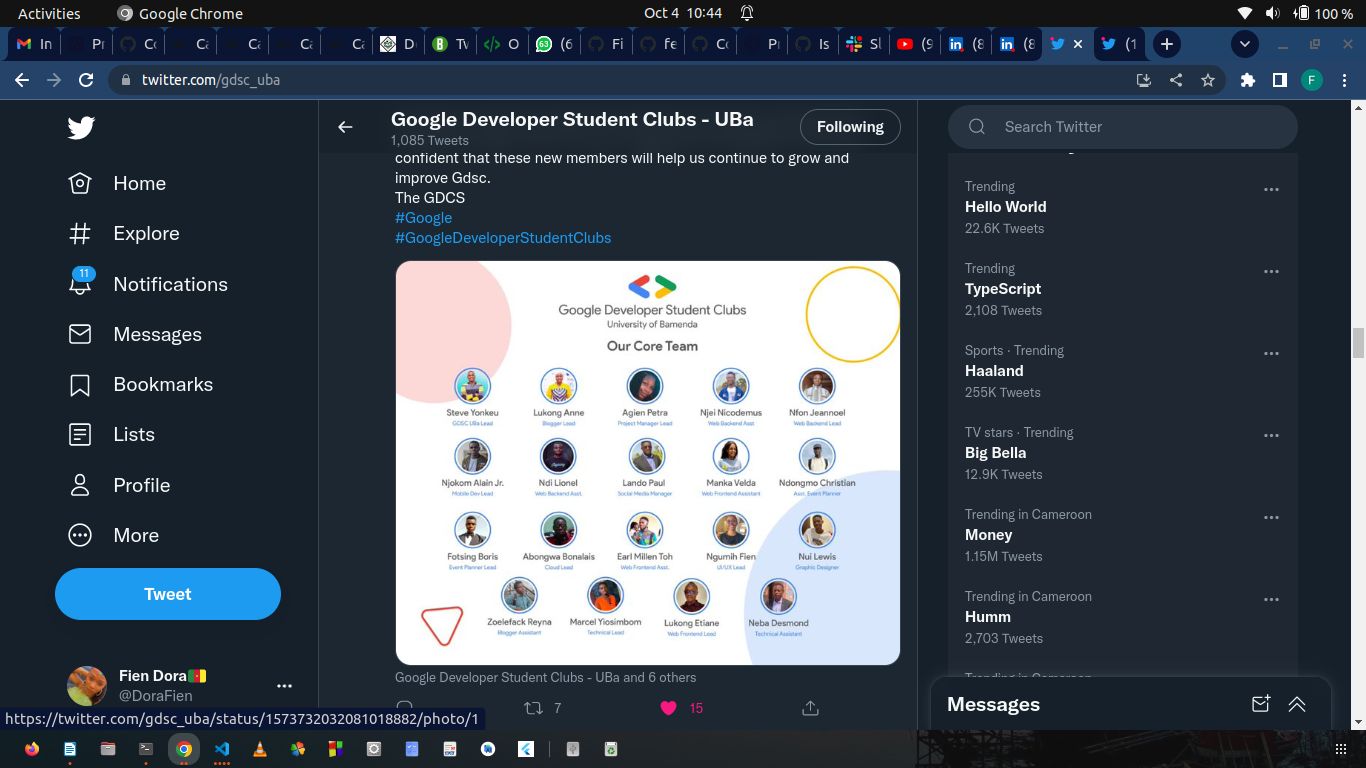 Activities
Google Chrome
Oct 4 10:44
100 %
In
Pr
Co
Ca
Ca
Ca
Ca
D
Tw
O
63
(6
Fi
fe
Co
Pr
Is
Sl
(9
(8
(8
(1
twitter.com/gdsc_uba
F
Google Developer Student Clubs - UBa
1,085 Tweets
Following
Search Twitter
Home
Explore
11
Notifications
Messages
Bookmarks
Lists
Profile
More
Tweet
Fien Dora
@DoraFien
confident that these new members will help us continue to grow and
improve Gdsc.
The GDCS
#Google
#GoogleDeveloperStudentClubs
Google Developer Student Clubs
University of Bamenda
Our Core Team
Steve Yonkeu
GDSC UBa Lead
Lukong Anne
Blogger Lead
Agien Petra
Project Manager Lead
Njei Nicodemus
Web Backend Asst
Nfon Jeannoel
Web Backend Lead
Njokom Alain Jr.
Mobile Dev Lead
Ndi Lionel
Web Backend Asst.
Lando Paul
Social Media Manager
Manka Velda
Web Frontend Assistant
Ndongmo Christian
Asst. Event Planner
Fotsing Boris
Event Planner Lead
Abongwa Bonalais
Cloud Lead
Earl Millen Toh
Web Frontend Asst.
Ngumih Fien
UI/UX Lead
Nui Lewis
Graphic Designer
Zoelefack Reyna
Blogger Assistant
Marcel Yiosimbom
Technical Lead
Lukong Etiane
Web Frontend Lead
Neba Desmond
Technical Assistant
Google Developer Student Clubs - UBa and 6 others
7
15
Trending
Hello World
22.6K Tweets
Trending
TypeScript
2,108 Tweets
Sports · Trending
Haaland
255K Tweets
TV stars · Trending
Big Bella
12.9K Tweets
Trending in Cameroon
Money
1.15M Tweets
Trending in Cameroon
Humm
2,703 Tweets
Trending in Cameroon
Messages
https://twitter.com/gdsc_uba/status/1573732032081018882/photo/1